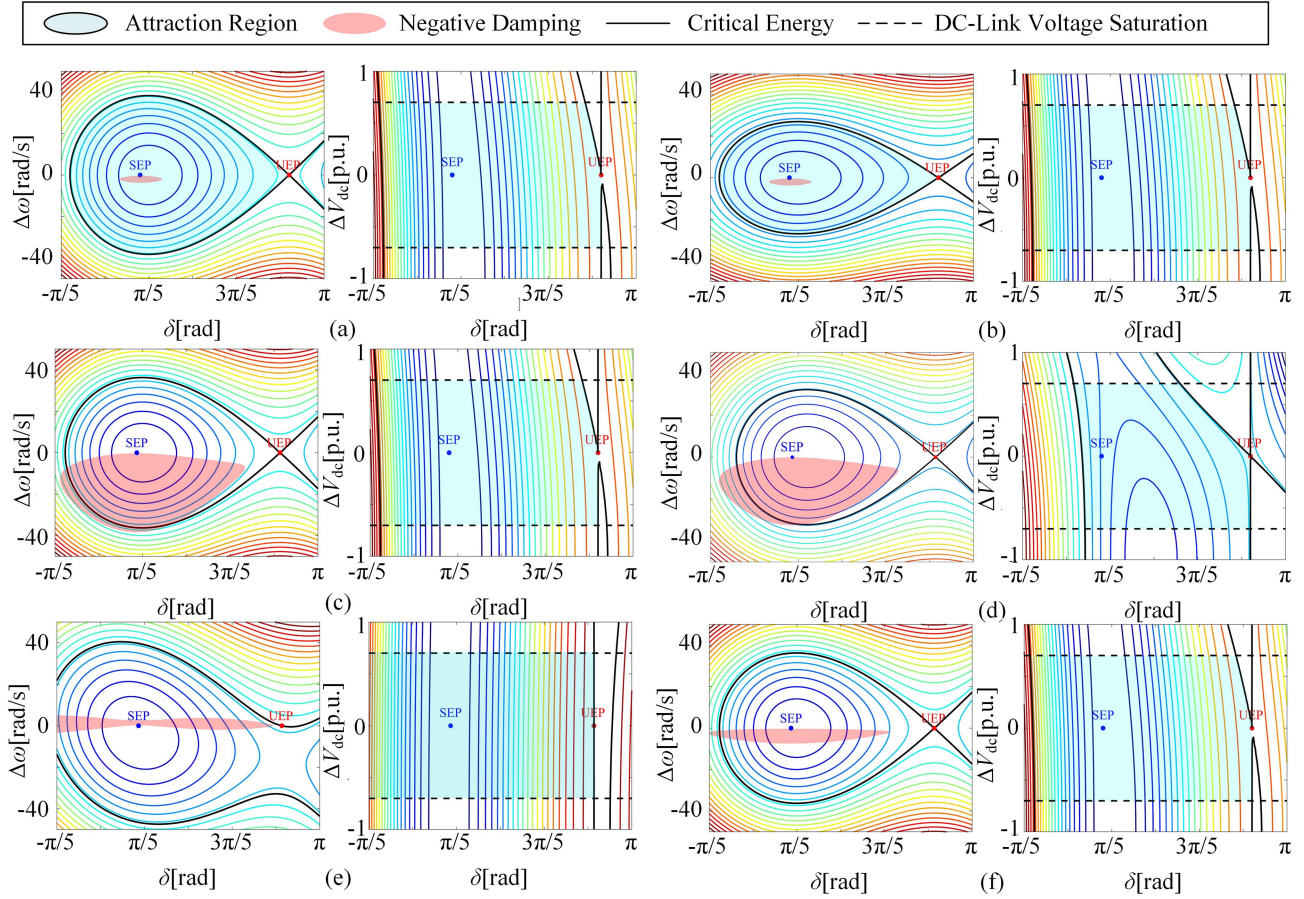 Attraction Region Negative Damping Critical Energy DC-Link Voltage Saturation
40 0 -40 Δω[rad/s] SEP UEP -π/5 π/5 3π/5 π δ[rad]
1 0 -1 ΔVdc[p.u.] SEP UEP -π/5 π/5 3π/5 π δ[rad] ]
(a)
40 0 -40 Δω[rad/s] SEP UEP -π/5 π/5 3π/5 π δ[rad]
1 0 -1 ΔVdc[p.u.] SEP UEP -π/5 π/5 3π/5 π δ[rad]
(b)
40 0 -40 Δω[rad/s] SEP UEP -π/5 π/5 3π/5 π δ[rad]
1 0 -1 ΔVdc[p.u.] SEP UEP -π/5 π/5 3π/5 π δ[rad]
(c)
40 0 -40 Δω[rad/s] SEP UEP -π/5 π/5 3π/5 π δ[rad]
1 0 -1 ΔVdc[p.u.] SEP UEP -π/5 π/5 3π/5 π δ[rad]
(d)
40 0 -40 Δω[rad/s] SEP UEP -π/5 π/5 3π/5 π δ[rad]
1 0 -1 ΔVdc[p.u.] SEP UEP -π/5 π/5 3π/5 π δ[rad]
(e)
40 0 -40 Δω[rad/s] SEP UEP -π/5 π/5 3π/5 π δ[rad]
1 0 -1 ΔVdc[p.u.] SEP UEP -π/5 π/5 3π/5 π δ[rad]
(f)